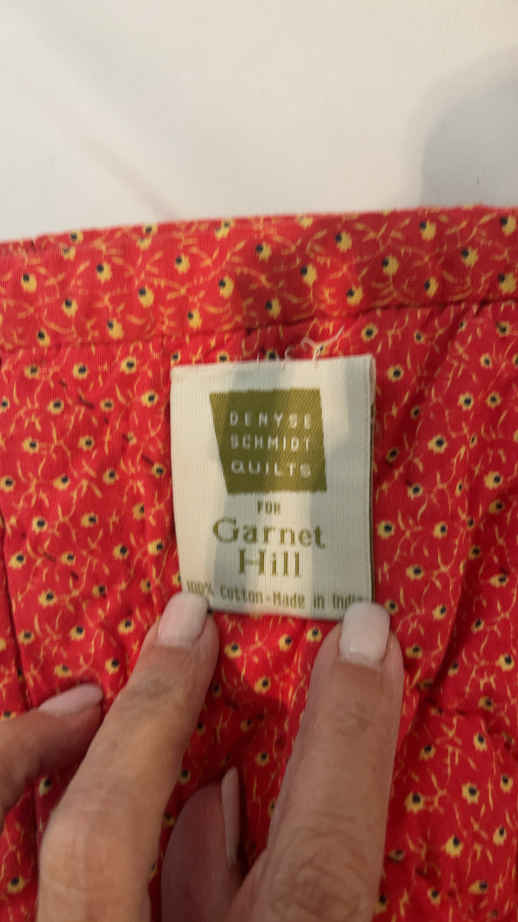 DENYSE
SCHMIDT
QUILTS
FOR
Garnet
Hill
100% Cotton-Made in India